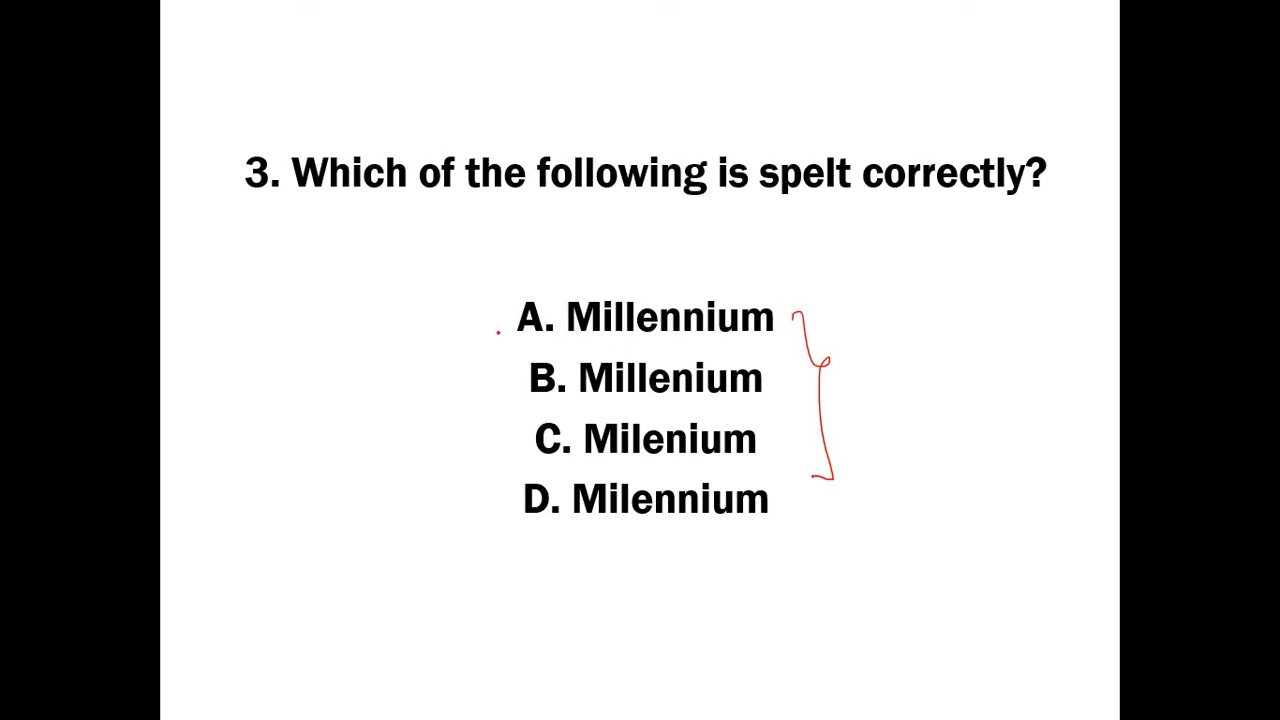 3. Which of the following is spelt correctly?
A. Millennium
B. Millenium
C. Milenium
D. Milennium